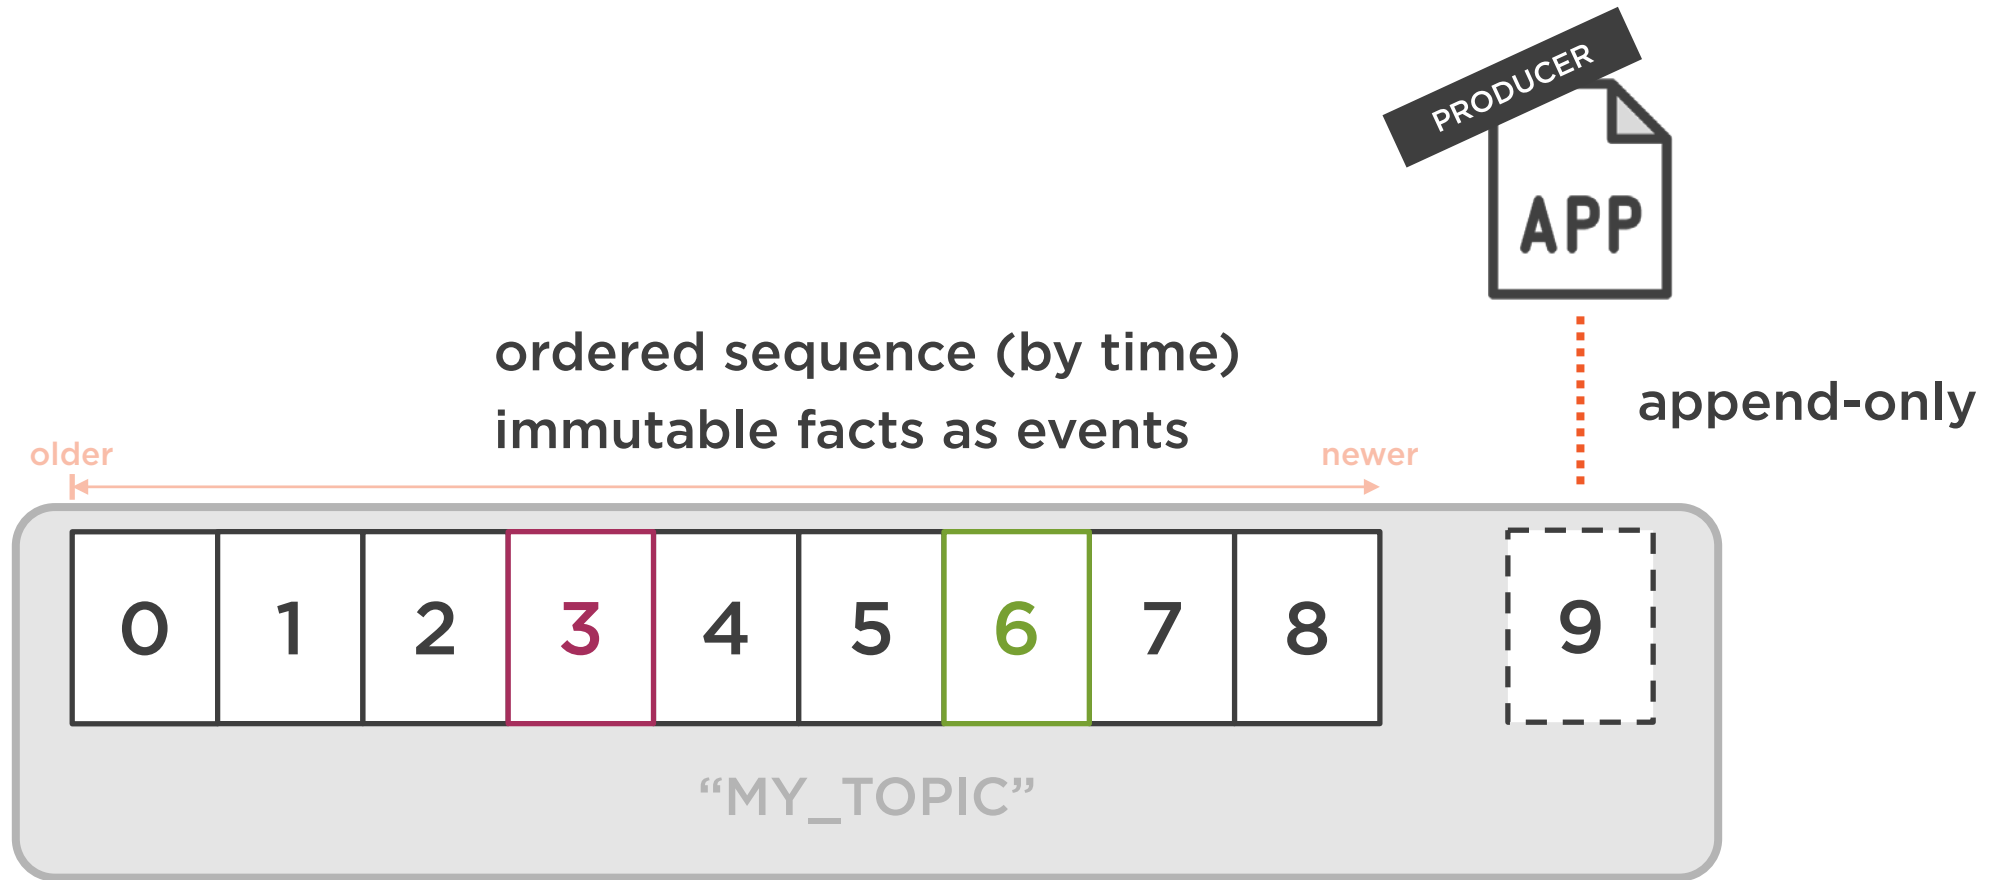 PRODUCER
APP
ordered sequence (by time)
immutable facts as events
append-only
older
newer
0 1 2 3 4 5 6 7 8 9
“MY_TOPIC”